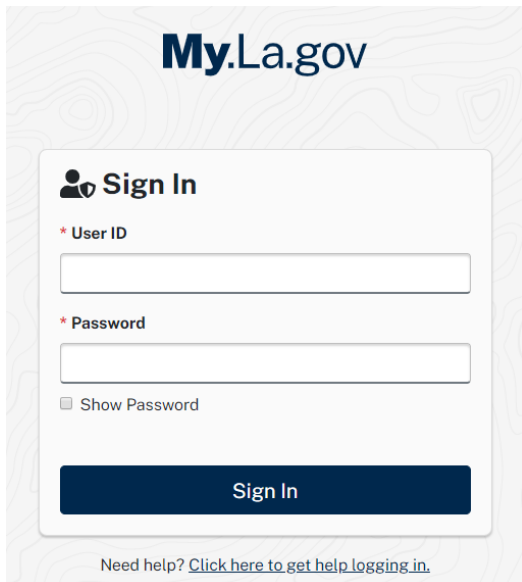 My.La.gov
Sign In
* User ID
* Password
Show Password
Sign In
Need help? Click here to get help logging in.